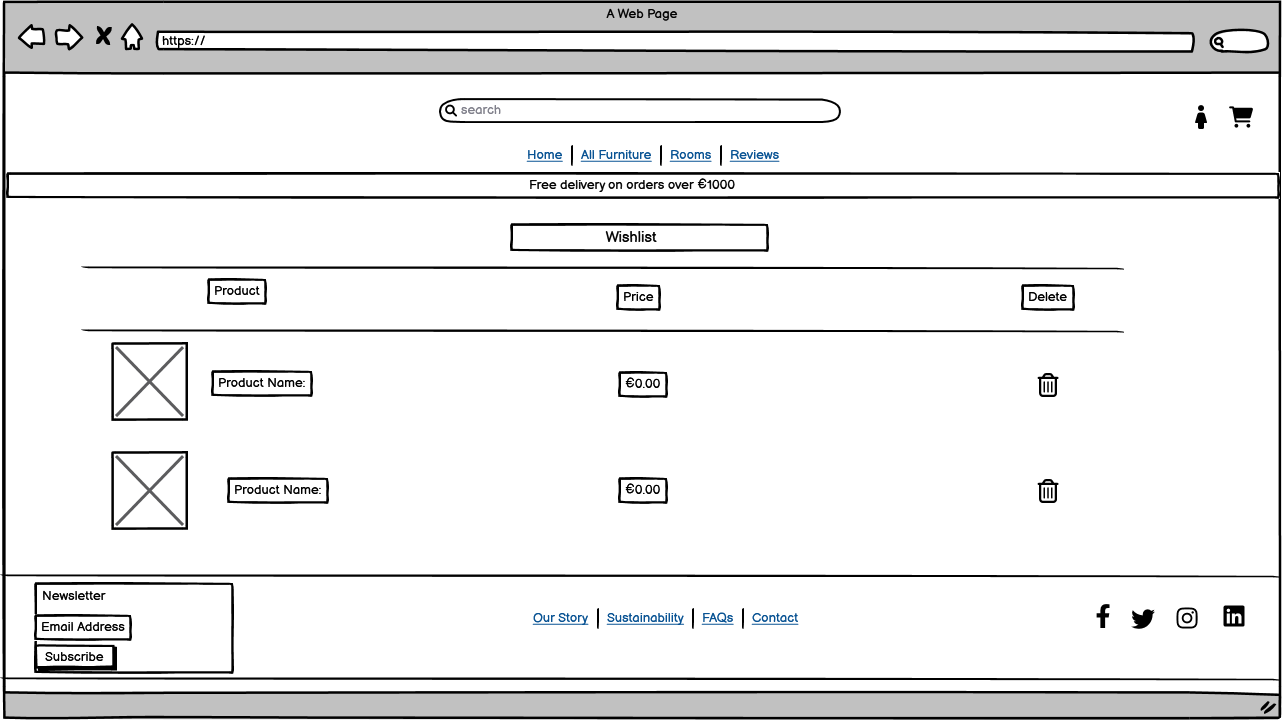 A Web Page
https://
search
Home
All Furniture
Rooms
Reviews
Free delivery on orders over €1000
Wishlist
Product
Price
Delete
Product Name:
€0.00
Product Name:
€0.00
Newsletter
Email Address
Subscribe
Our Story
Sustainability
FAQs
Contact